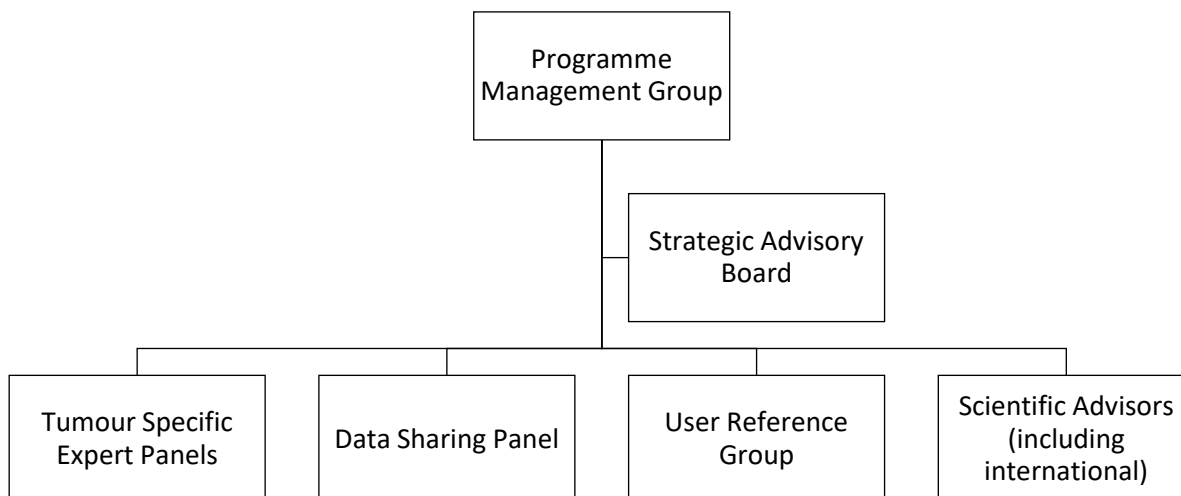 Programme
Management Group
Strategic Advisory
Board
Tumour Specific
Expert Panels
Data Sharing Panel
User Reference
Group
Scientific Advisors
(including
international)